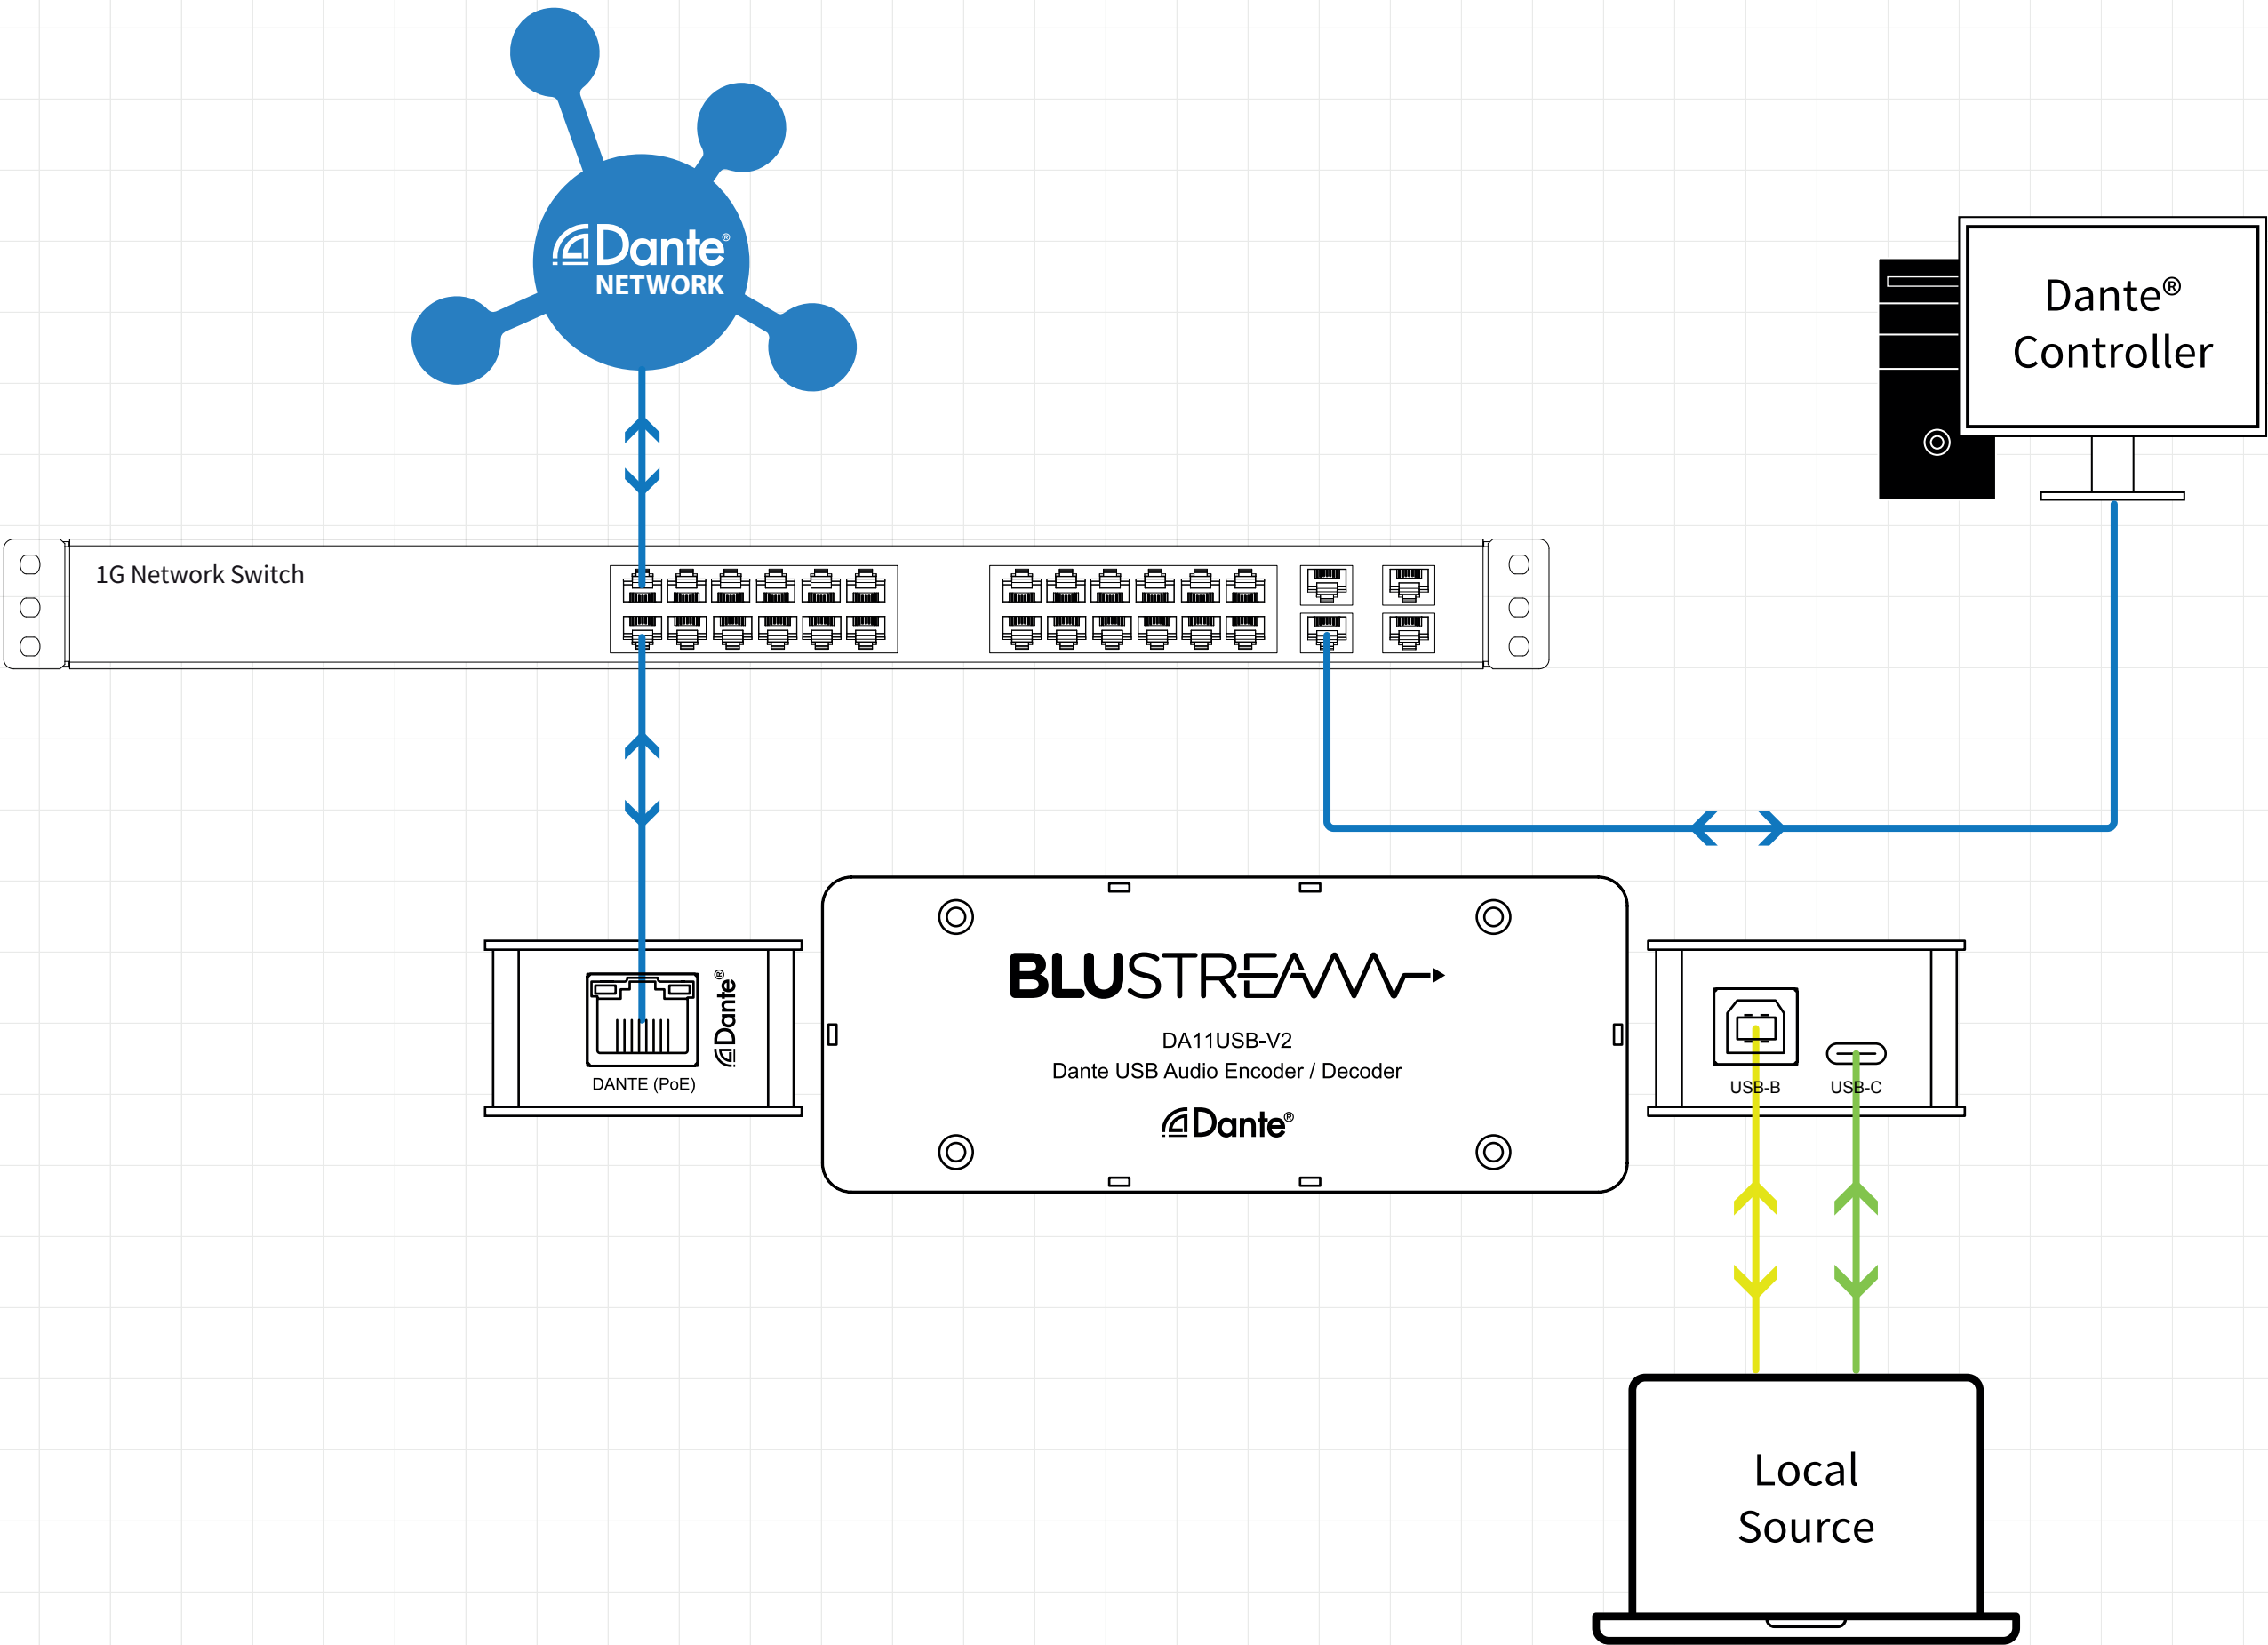 Dante®
NETWORK
Dante®
Controller
1G Network Switch
DANTE (PoE)
Dante®
BLUSTREAM
DA11USB-V2
Dante USB Audio Encoder / Decoder
Dante®
USB-B
USB-C
Local
Source